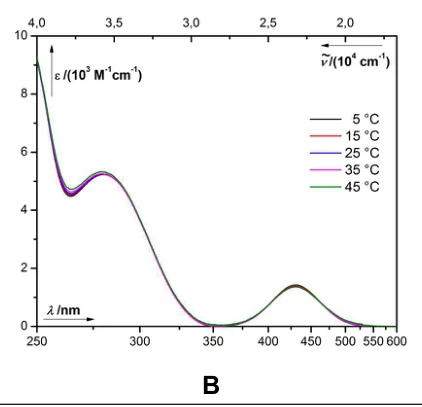 4,0 3,5 3,0 2,5 2,0
10
ε/(10³ M⁻¹cm⁻¹)
ṽ/(10⁴ cm⁻¹)
8
5 °C
15 °C
6
25 °C
35 °C
45 °C
4
2
λ/nm
0
250 300 350 400 450 500 550 600
B